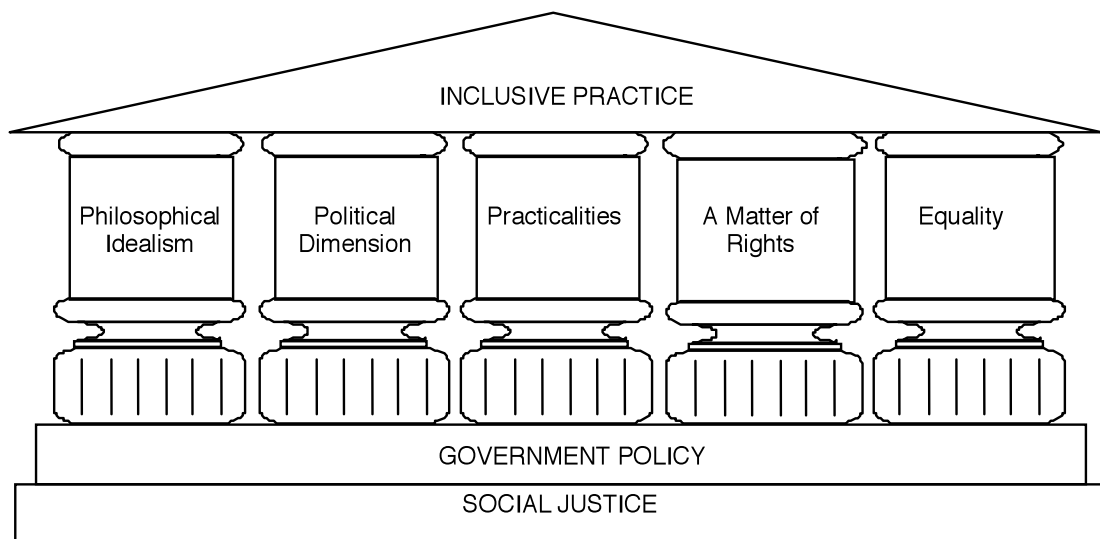 INCLUSIVE PRACTICE
Philosophical
Idealism
Political
Dimension
Practicalities
A Matter of
Rights
Equality
GOVERNMENT POLICY
SOCIAL JUSTICE